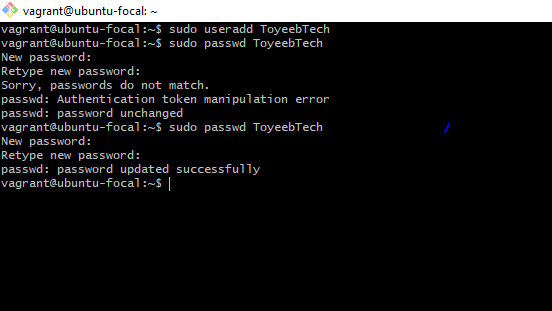 vagrant@ubuntu-focal: ~
vagrant@ubuntu-focal:~$ sudo useradd ToyeebTech
vagrant@ubuntu-focal:~$ sudo passwd ToyeebTech
New password:
Retype new password:
Sorry, passwords do not match.
passwd: Authentication token manipulation error
passwd: password unchanged
vagrant@ubuntu-focal:~$ sudo passwd ToyeebTech
New password:
Retype new password:
passwd: password updated successfully
vagrant@ubuntu-focal:~$